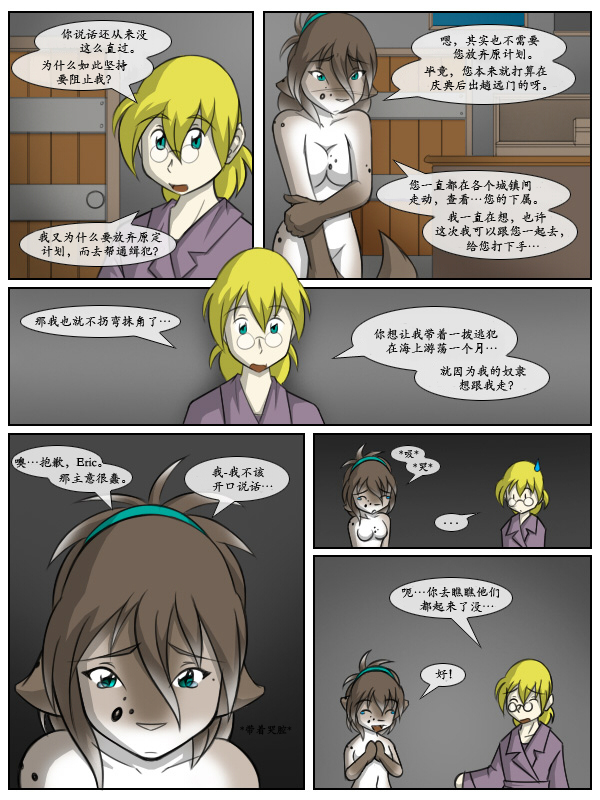 你说话还从来没
这么直过。
为什么如此坚持
要阻止我?
我又为什么要放弃原定
计划，而去帮通缉犯?
嗯，其实也不需要
您放弃原计划。
毕竟，您本来就打算在
庆典后出趟远门的呀。
您一直都在各个城镇间
走动，查看…您的下属。
我一直在想，也许
这次我可以跟您一起去，
给您打下手…
那我也就不拐弯抹角了…
你想让我带着一拨逃犯
在海上游荡一个月…
就因为我的奴隶
想跟我走?
噢…抱歉，Eric。
那主意很蠢。
我-我不该
开口说话…
*带着哭腔*
*哭*
…
呃…你去瞧瞧他们
都起来了没…
好!